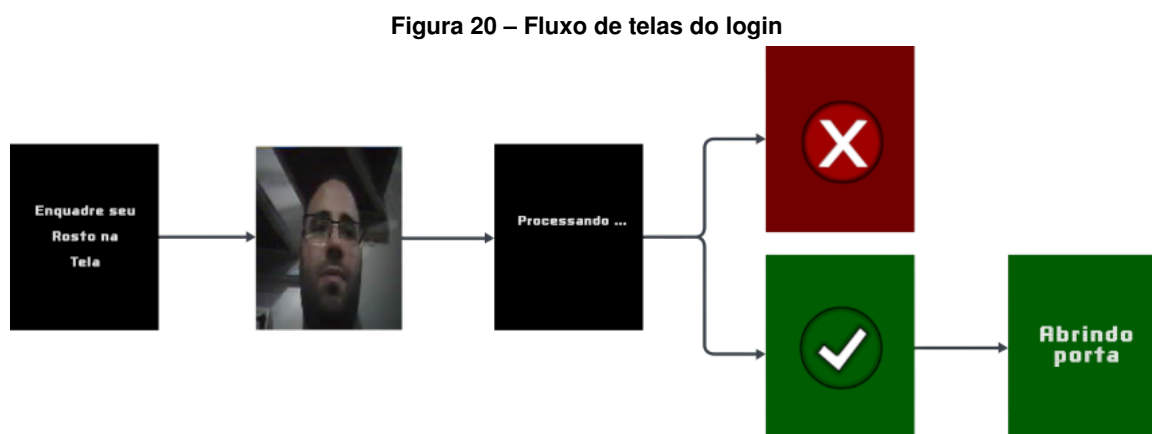 Figura 20 – Fluxo de telas do login
Enquadre seu
Rosto na
Tela
Processando ...
X
Abrindo
porta